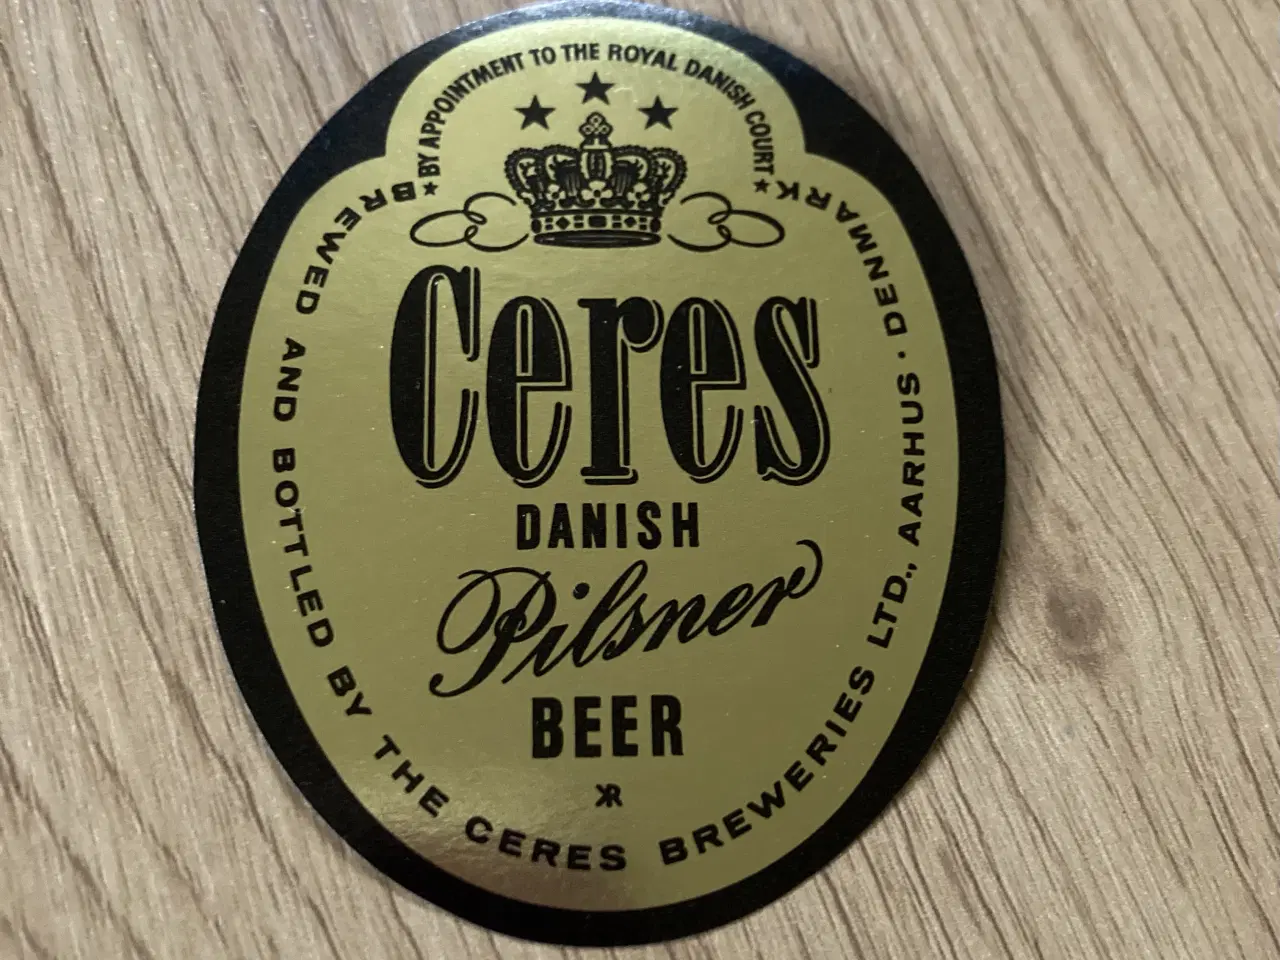 ★ BY APPOINTMENT TO THE ROYAL DANISH COURT ★
Ceres
DANISH
Pilsner
BEER
BREWED AND BOTTLED BY THE CERES BREWERIES LTD., AARHUS · DENMARK